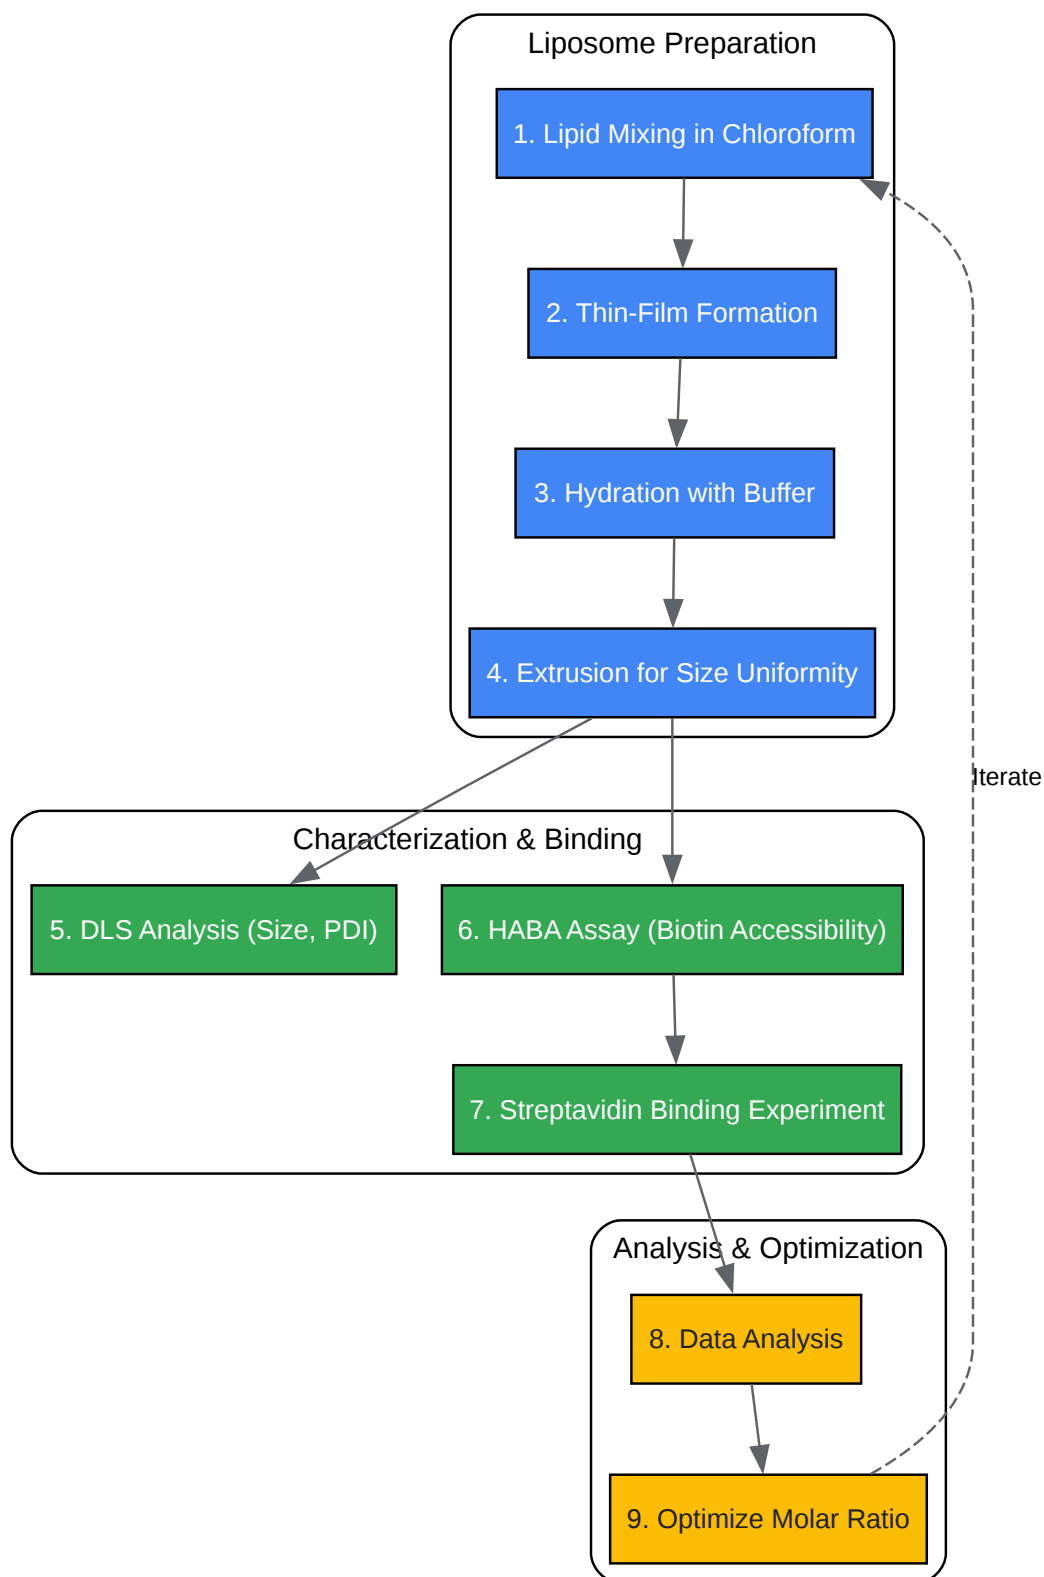 Liposome Preparation
1. Lipid Mixing in Chloroform
2. Thin-Film Formation
3. Hydration with Buffer
4. Extrusion for Size Uniformity
Iterate
Characterization & Binding
5. DLS Analysis (Size, PDI)
6. HABA Assay (Biotin Accessibility)
7. Streptavidin Binding Experiment
Analysis & Optimization
8. Data Analysis
9. Optimize Molar Ratio